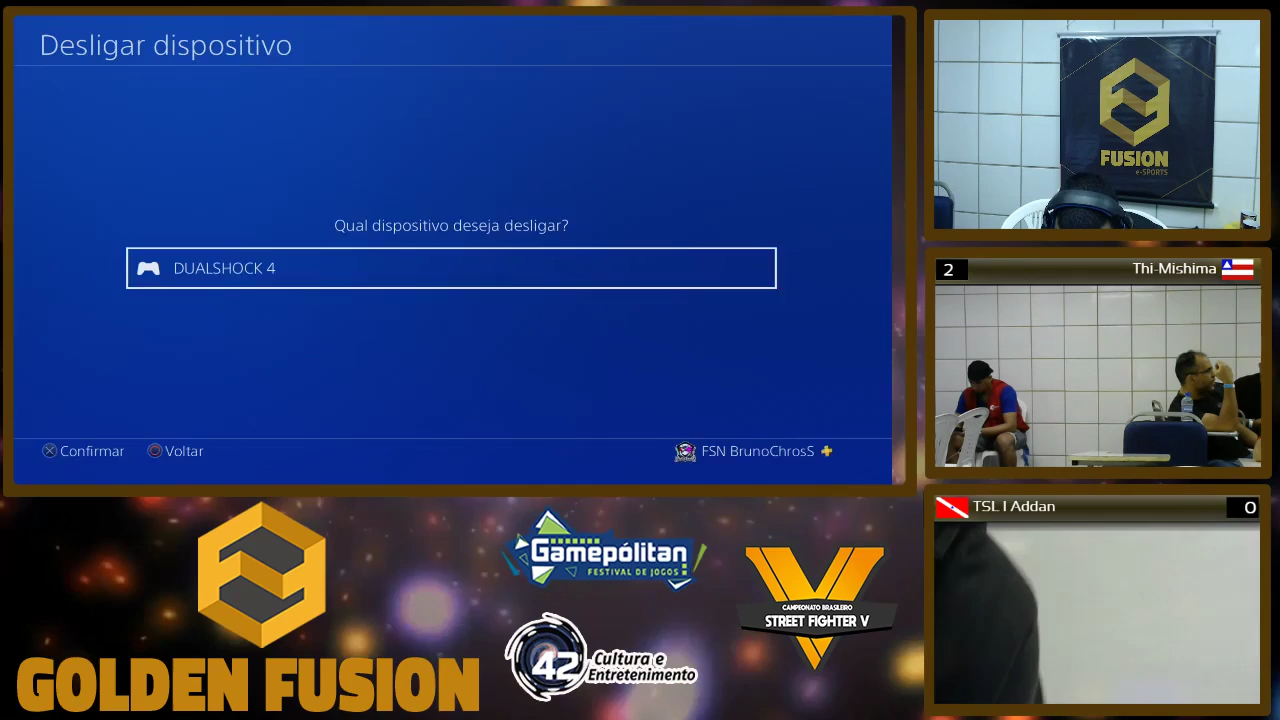 Desligar dispositivo
Qual dispositivo deseja desligar?
DUALSHOCK 4
Confirmar
Voltar
FSN BrunoChrosS
FUSION
e-SPORTS
2
Thi-Mishima
TSL | Addan
0
GOLDEN FUSION
Gamepólitan
FESTIVAL DE JOGOS
42
Cultura e
Entretenimento
CAMPEONATO BRASILEIRO
STREET FIGHTER V